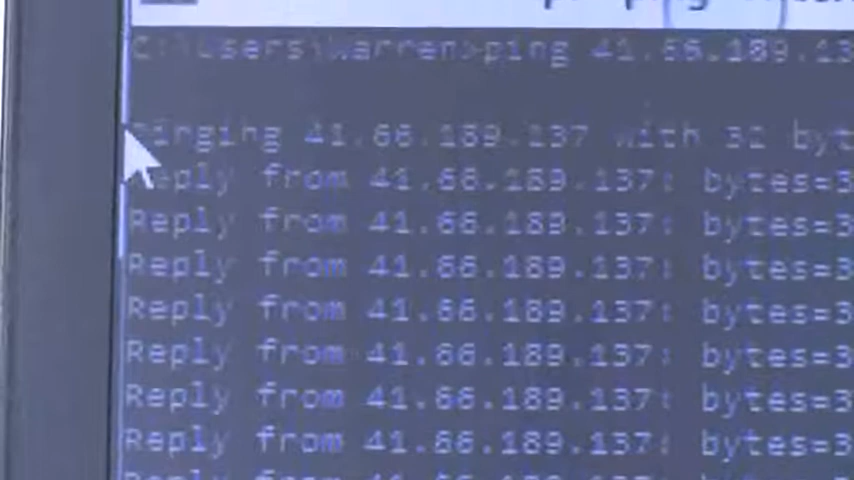 C:\Users\Warren>ping 41.66.189.13
Pinging 41.66.189.137 with 32 byt
Reply from 41.66.189.137: bytes=3
Reply from 41.66.189.137: bytes=3
Reply from 41.66.189.137: bytes=3
Reply from 41.66.189.137: bytes=3
Reply from 41.66.189.137: bytes=3
Reply from 41.66.189.137: bytes=3
Reply from 41.66.189.137: bytes=3